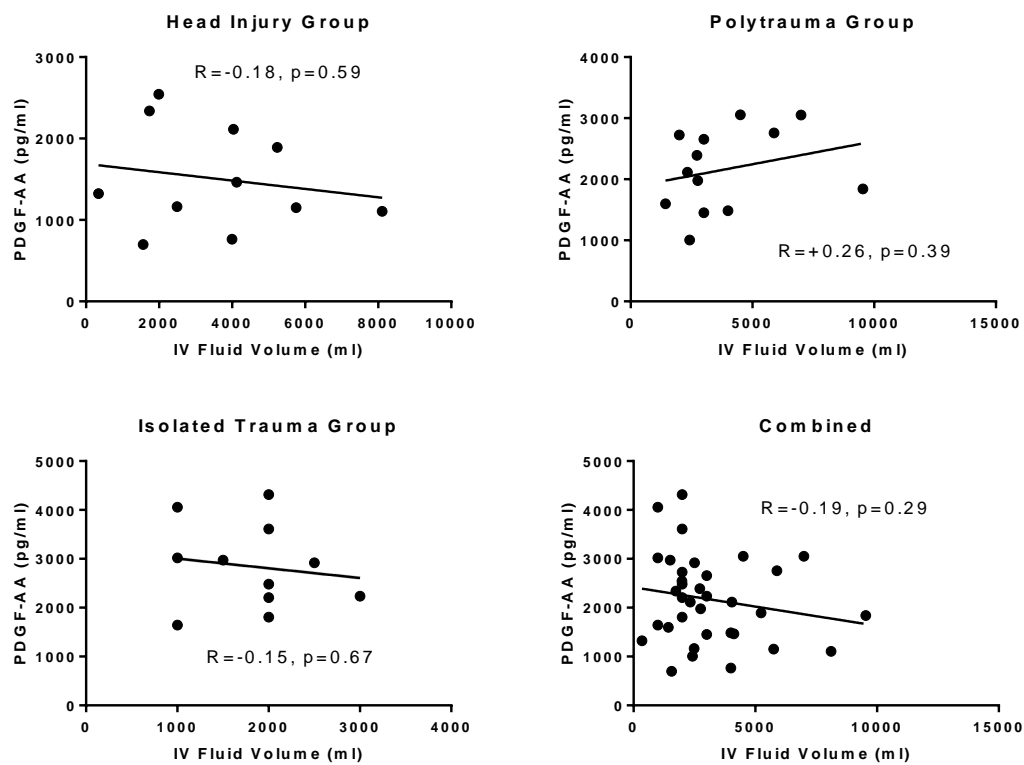 Head Injury Group
R=-0.18, p=0.59
PDGF-AA (pg/ml)
3000
2000
1000
0
0 2000 4000 6000 8000 10000
IV Fluid Volume (ml)
Polytrauma Group
R=+0.26, p=0.39
PDGF-AA (pg/ml)
4000
3000
2000
1000
0
0 5000 10000 15000
IV Fluid Volume (ml)
Isolated Trauma Group
R=-0.15, p=0.67
PDGF-AA (pg/ml)
5000
4000
3000
2000
1000
0
0 1000 2000 3000 4000
IV Fluid Volume (ml)
Combined
R=-0.19, p=0.29
PDGF-AA (pg/ml)
5000
4000
3000
2000
1000
0
0 5000 10000 15000
IV Fluid Volume (ml)